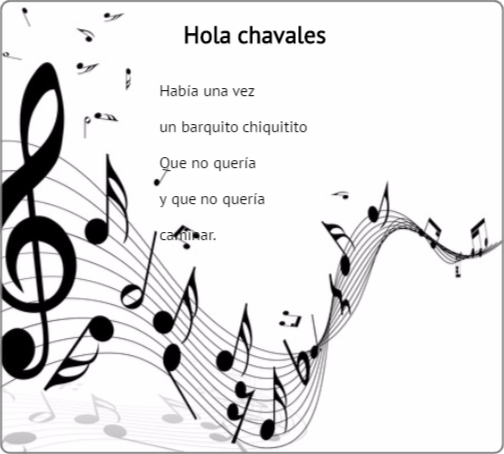 Hola chavales
Había una vez
un barquito chiquitito
Que no quería
y que no quería
caminar.